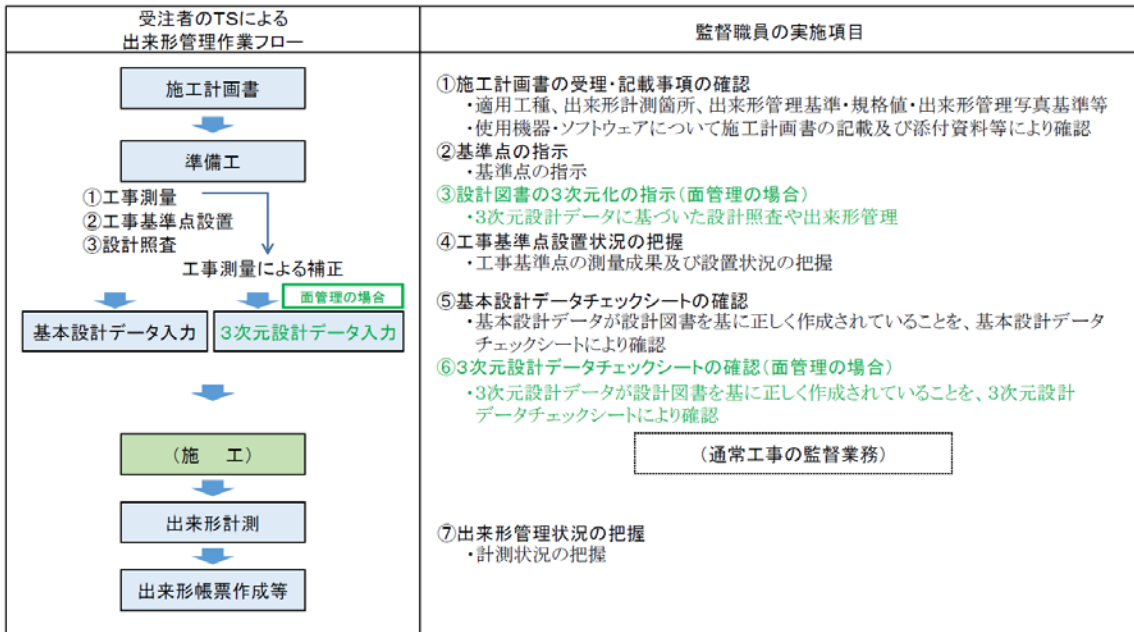 受注者のTSによる
出来形管理作業フロー
施工計画書
準備工
①工事測量
②工事基準点設置
③設計照査
工事測量による補正
面管理の場合
基本設計データ入力
3次元設計データ入力
(施 工)
出来形計測
出来形帳票作成等
監督職員の実施項目
①施工計画書の受理・記載事項の確認
・適用工種、出来形計測箇所、出来形管理基準・規格値・出来形管理写真基準等
・使用機器・ソフトウェアについて施工計画書の記載及び添付資料等により確認
②基準点の指示
・基準点の指示
③設計図書の3次元化の指示(面管理の場合)
・3次元設計データに基づいた設計照査や出来形管理
④工事基準点設置状況の把握
・工事基準点の測量成果及び設置状況の把握
⑤基本設計データチェックシートの確認
・基本設計データが設計図書を基に正しく作成されていることを、基本設計データ
チェックシートにより確認
⑥3次元設計データチェックシートの確認(面管理の場合)
・3次元設計データが設計図書を基に正しく作成されていることを、3次元設計
データチェックシートにより確認
(通常工事の監督業務)
⑦出来形管理状況の把握
・計測状況の把握